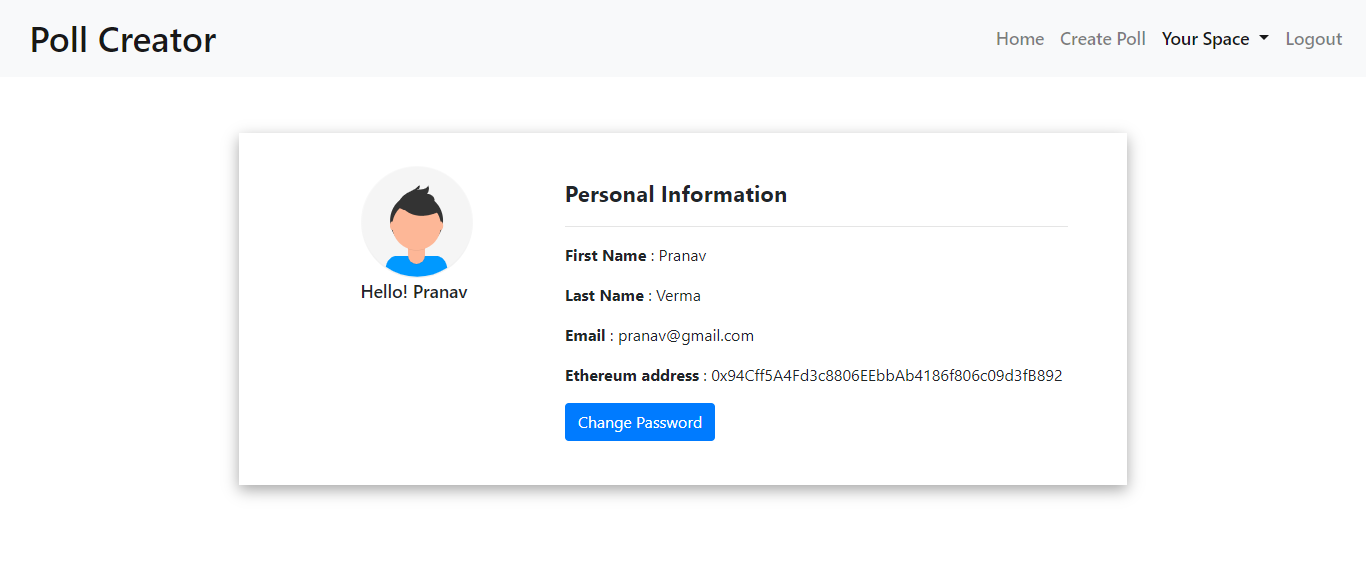 Poll Creator
Home Create Poll Your Space Logout
Hello! Pranav
Personal Information
First Name : Pranav
Last Name : Verma
Email : pranav@gmail.com
Ethereum address : 0x94Cff5A4Fd3c8806EEbbAb4186f806c09d3fB892
Change Password